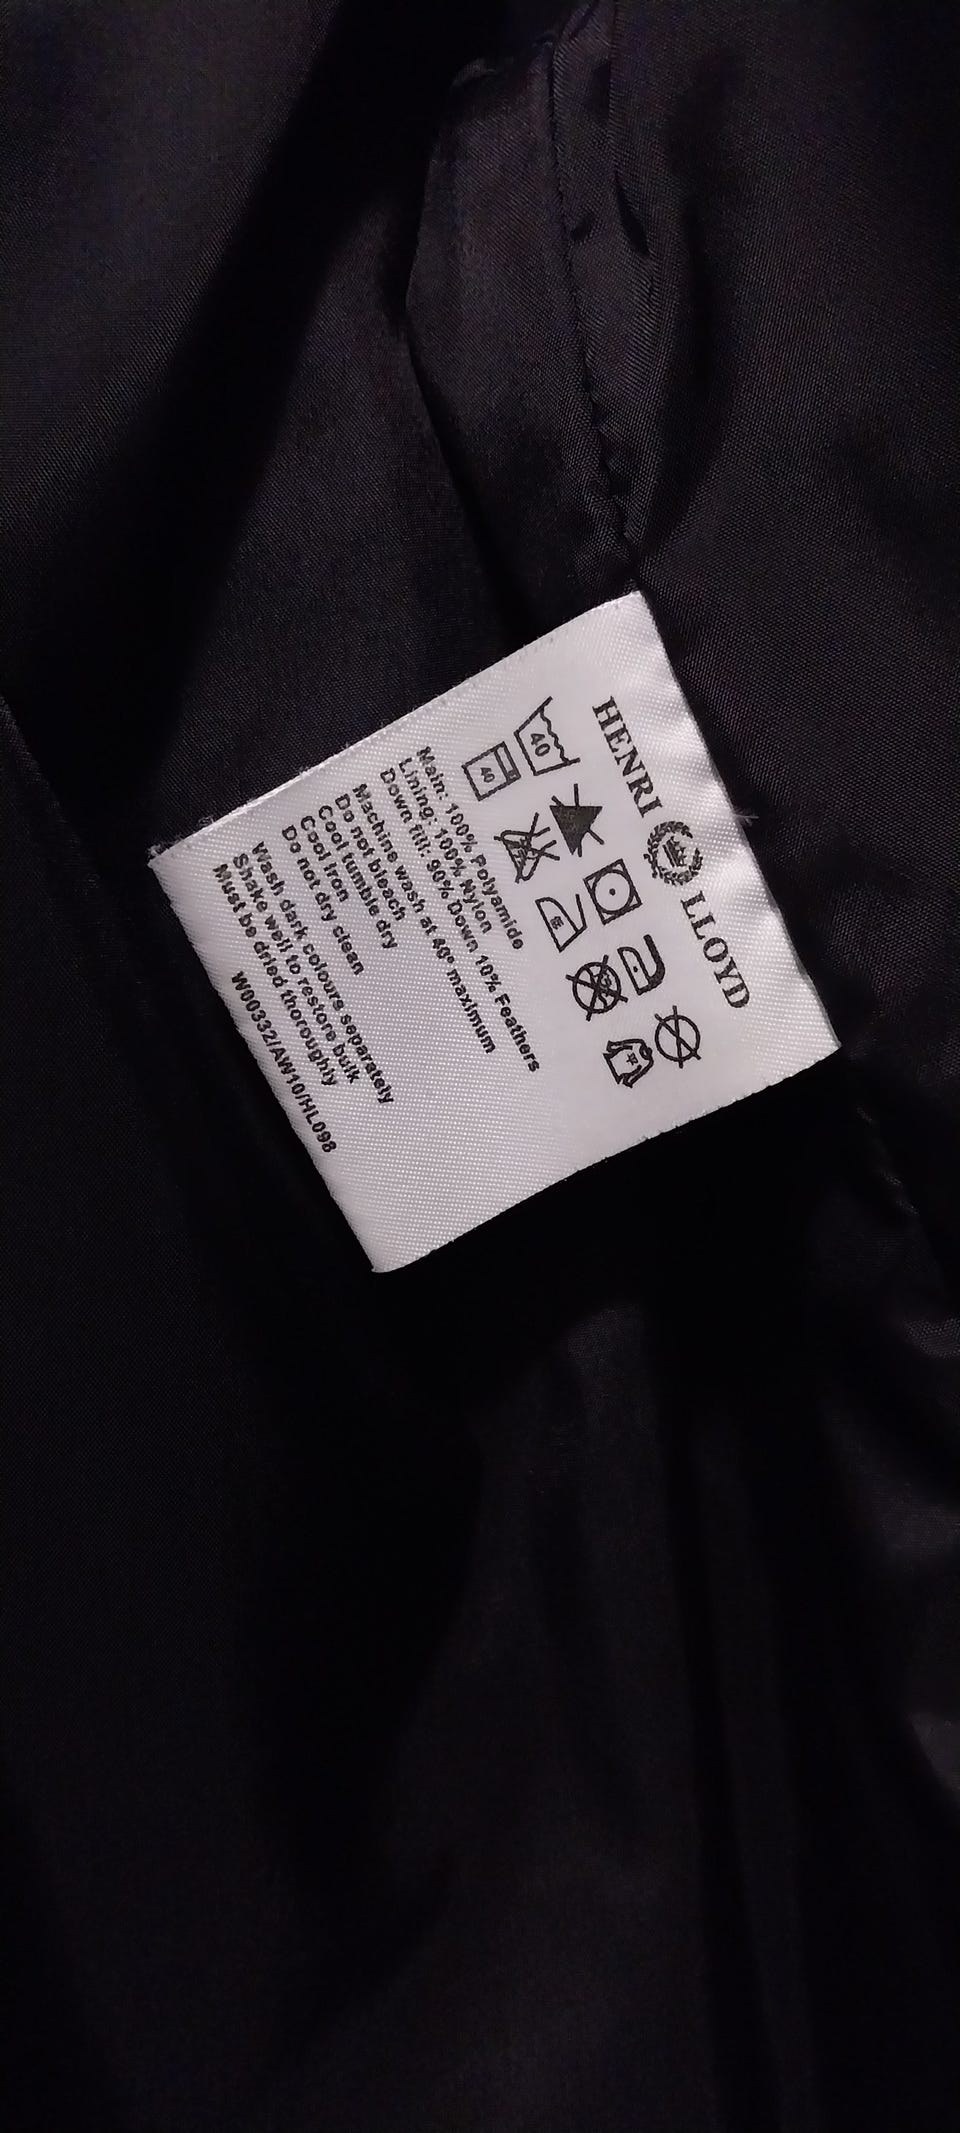 HENRI LLOYD
40
40
Main: 100% Polyamide
Lining: 100% Nylon
Down fill: 90% Down 10% Feathers
Machine wash at 40° maximum
Do not bleach
Cool tumble dry
Cool Iron
Do not dry clean
Wash dark colours separately
Shake well to restore bulk
Must be dried thoroughly
W00332/AW10/HL098